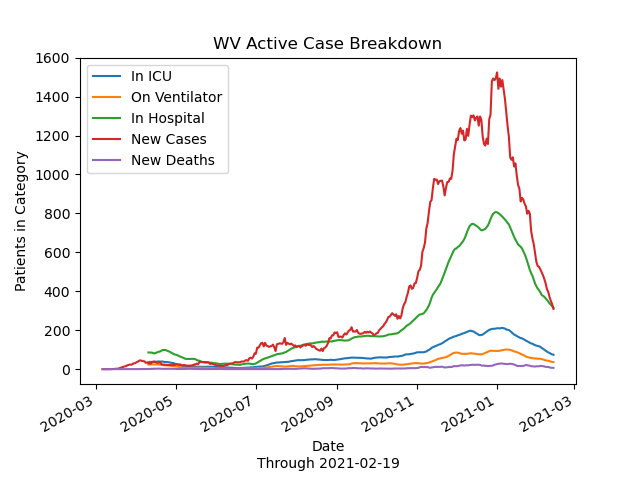 WV Active Case Breakdown
1600
1400
1200
1000
800
600
400
200
0
Patients in Category
In ICU
On Ventilator
In Hospital
New Cases
New Deaths
2020-03
2020-05
2020-07
2020-09
2020-11
2021-01
2021-03
Date
Through 2021-02-19